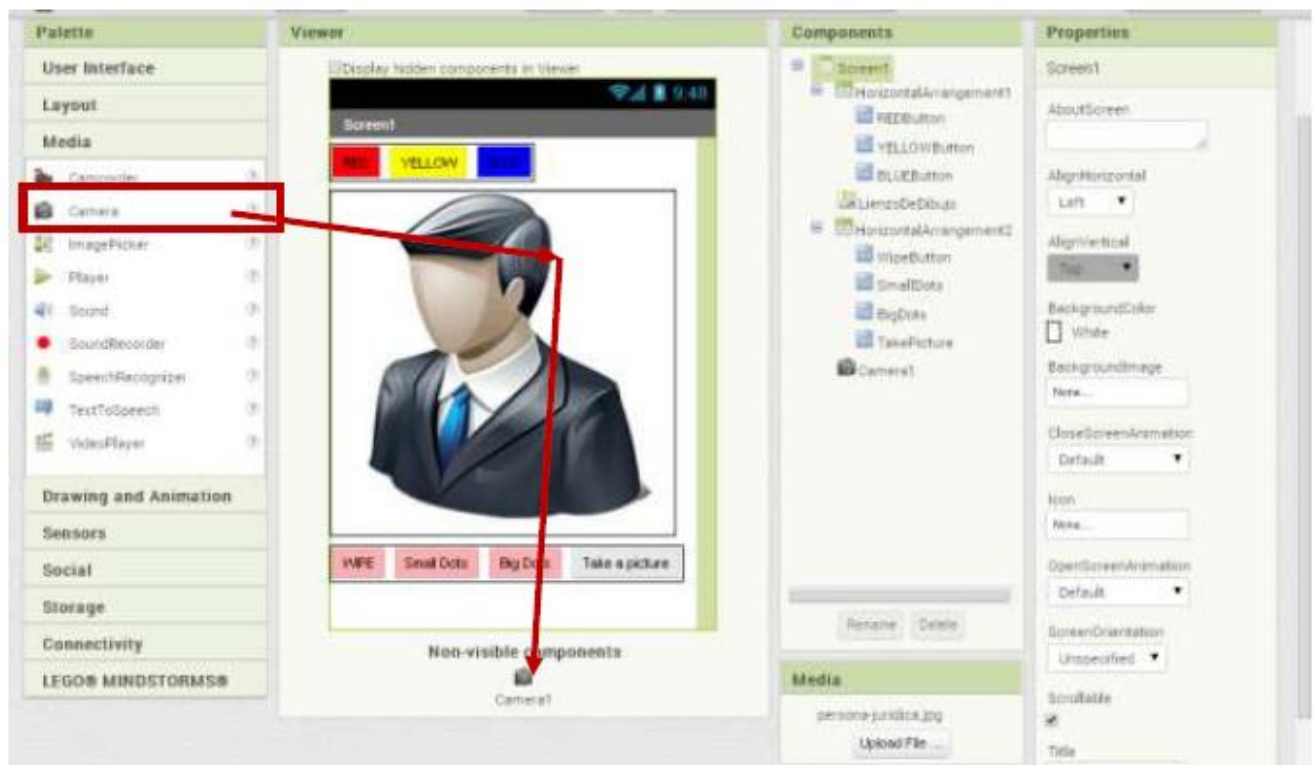 Palette
User Interface
Layout
Media
Camcorder
Camera
ImagePicker
Player
Sound
SoundRecorder
SpeechRecognizer
TextToSpeech
VideoPlayer
Drawing and Animation
Sensors
Social
Storage
Connectivity
LEGO® MINDSTORMS®
Viewer
Display hidden components in Viewer
9:48
Screen1
RED YELLOW BLUE
WIPE Small Dots Big Dots Take a picture
Non-visible components
Camera1
Components
Screen1
HorizontalArrangement1
REDButton
YELLOWButton
BLUEButton
LienzoDeDibujo
HorizontalArrangement2
WipeButton
SmallDots
BigDots
TakePicture
Camera1
Rename Delete
Media
persona-juridica.jpg
Upload File ...
Properties
Screen1
AboutScreen
AlignHorizontal
Left
AlignVertical
Top
BackgroundColor
White
BackgroundImage
None...
CloseScreenAnimation
Default
Icon
None...
OpenScreenAnimation
Default
ScreenOrientation
Unspecified
Scrollable
Title